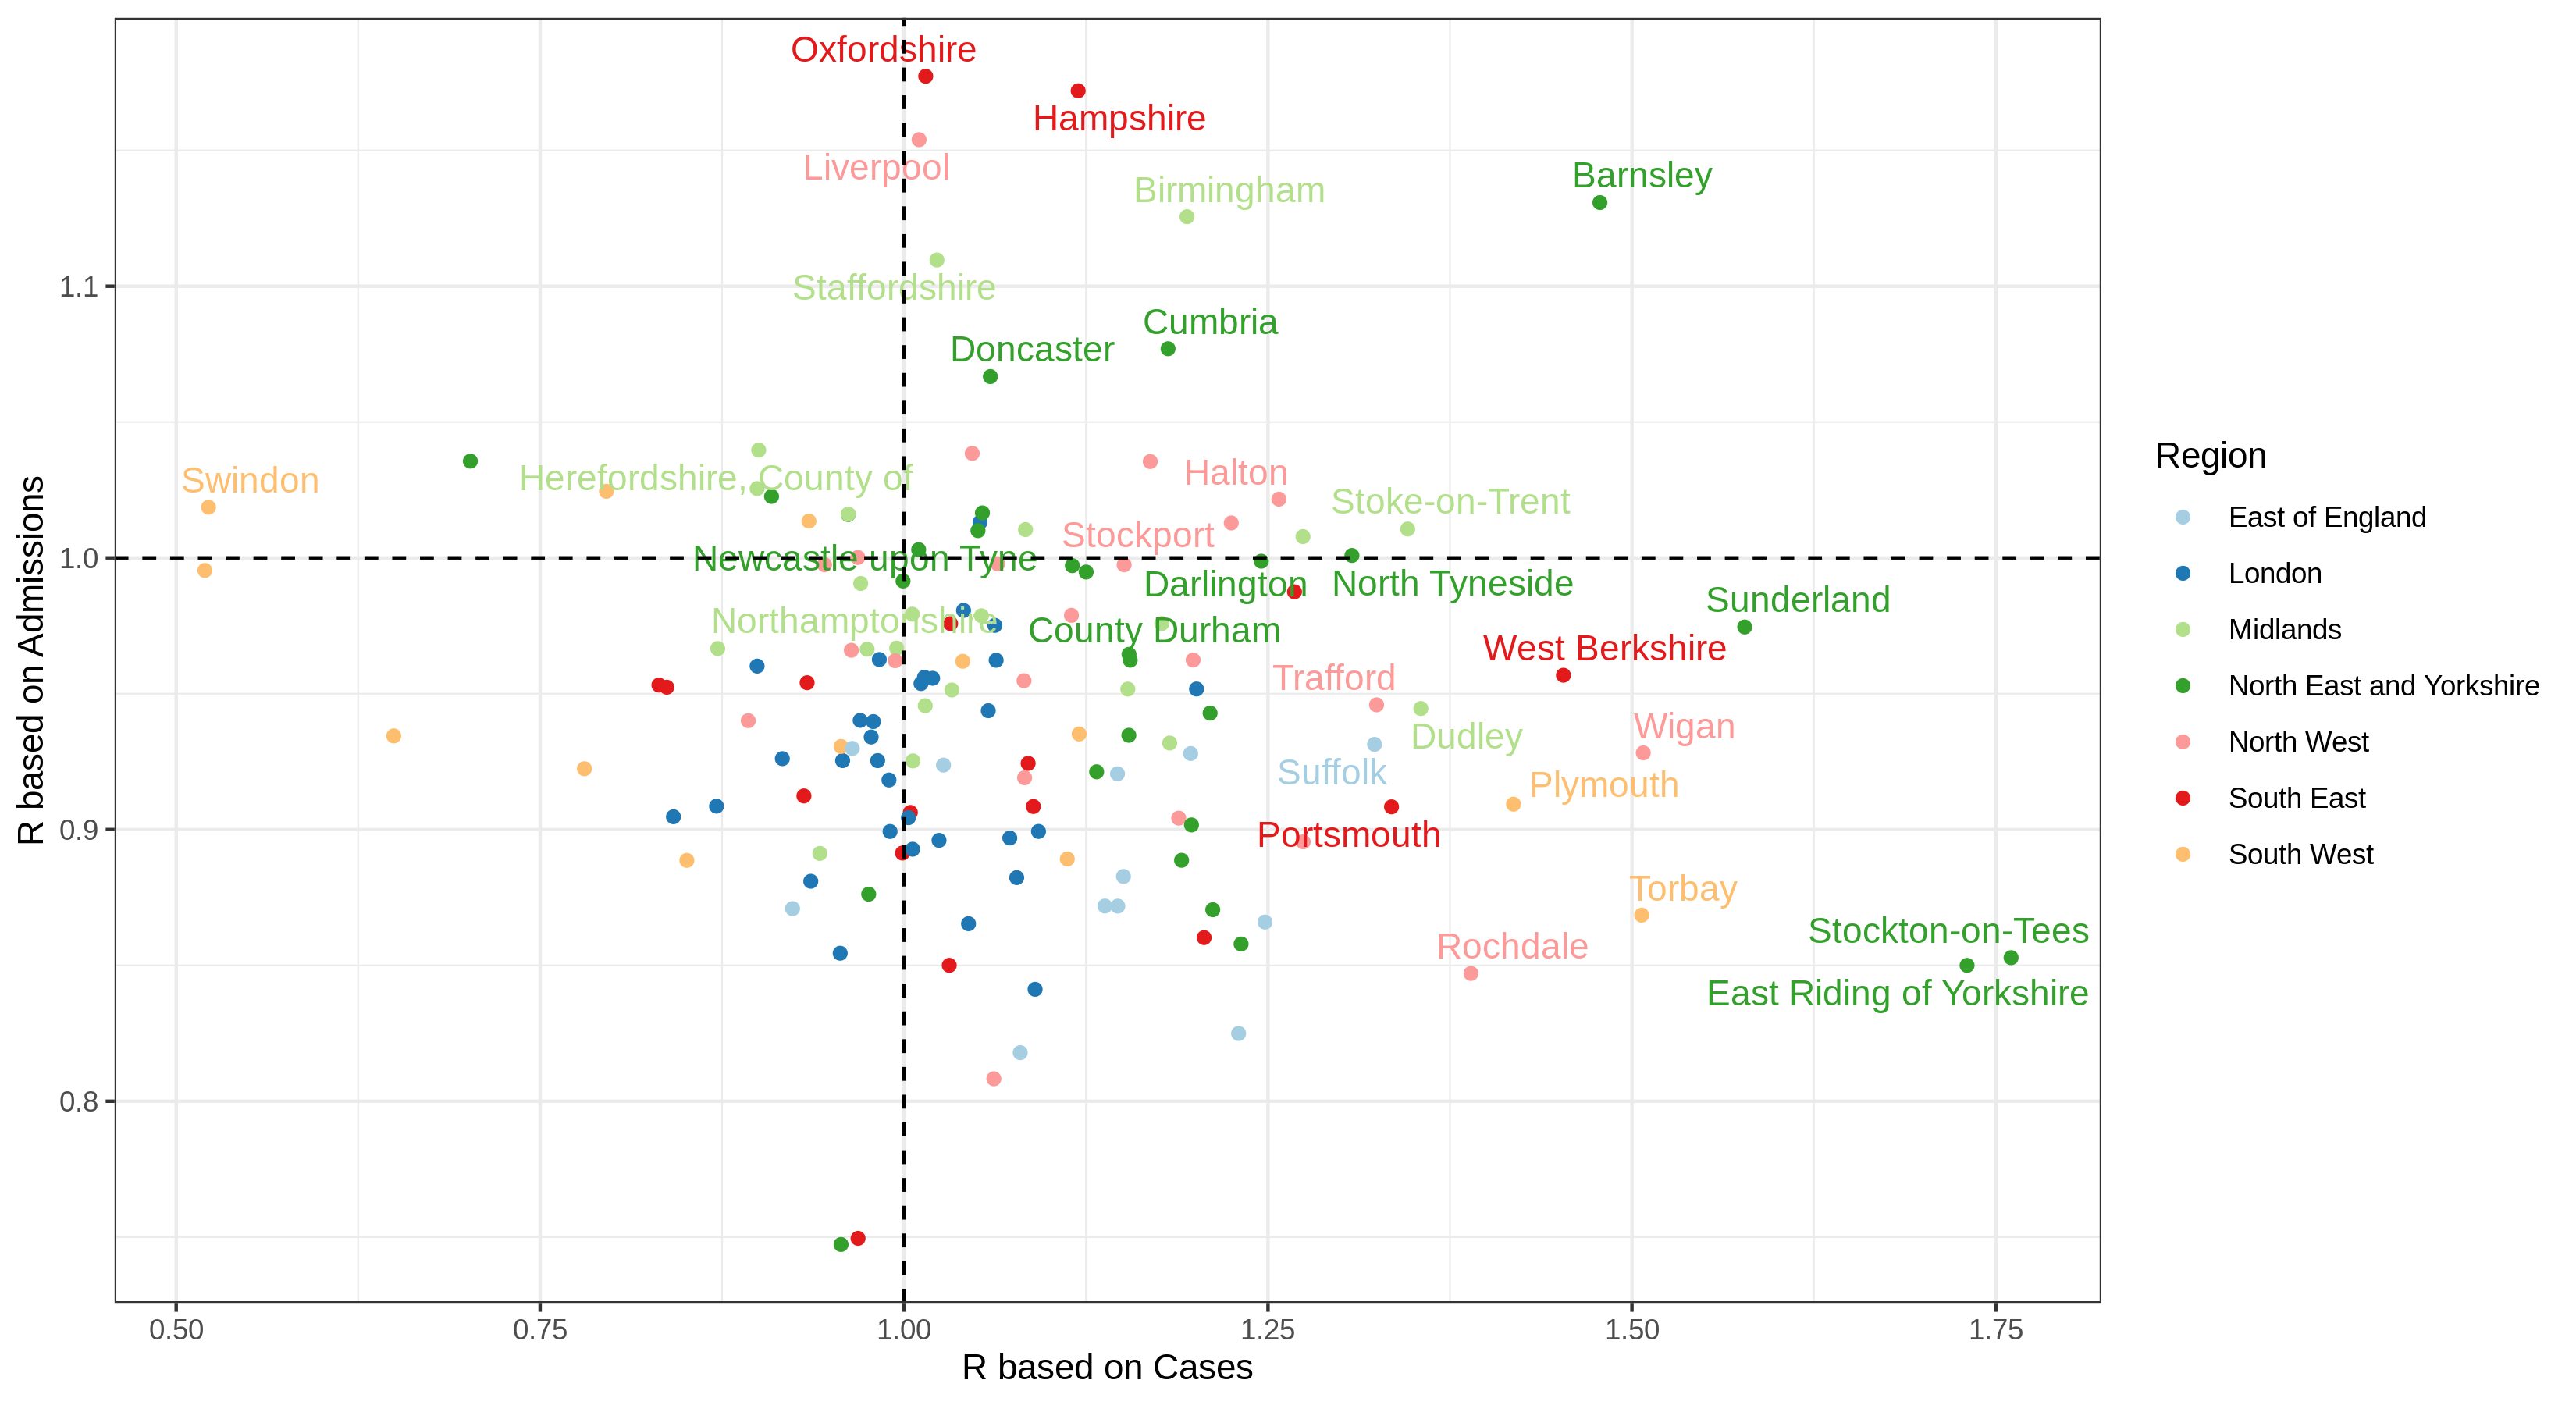 Oxfordshire
Hampshire
Liverpool
Barnsley
Birmingham
Staffordshire
Cumbria
Doncaster
Swindon
Herefordshire, County of
Halton
Stoke-on-Trent
Stockport
Newcastle upon Tyne
Darlington
North Tyneside
Sunderland
Northamptonshire
County Durham
West Berkshire
Trafford
Wigan
Dudley
Suffolk
Plymouth
Portsmouth
Torbay
Stockton-on-Tees
Rochdale
East Riding of Yorkshire
1.1
1.0
0.9
0.8
R based on Admissions
0.50
0.75
1.00
1.25
1.50
1.75
R based on Cases
Region
East of England
London
Midlands
North East and Yorkshire
North West
South East
South West